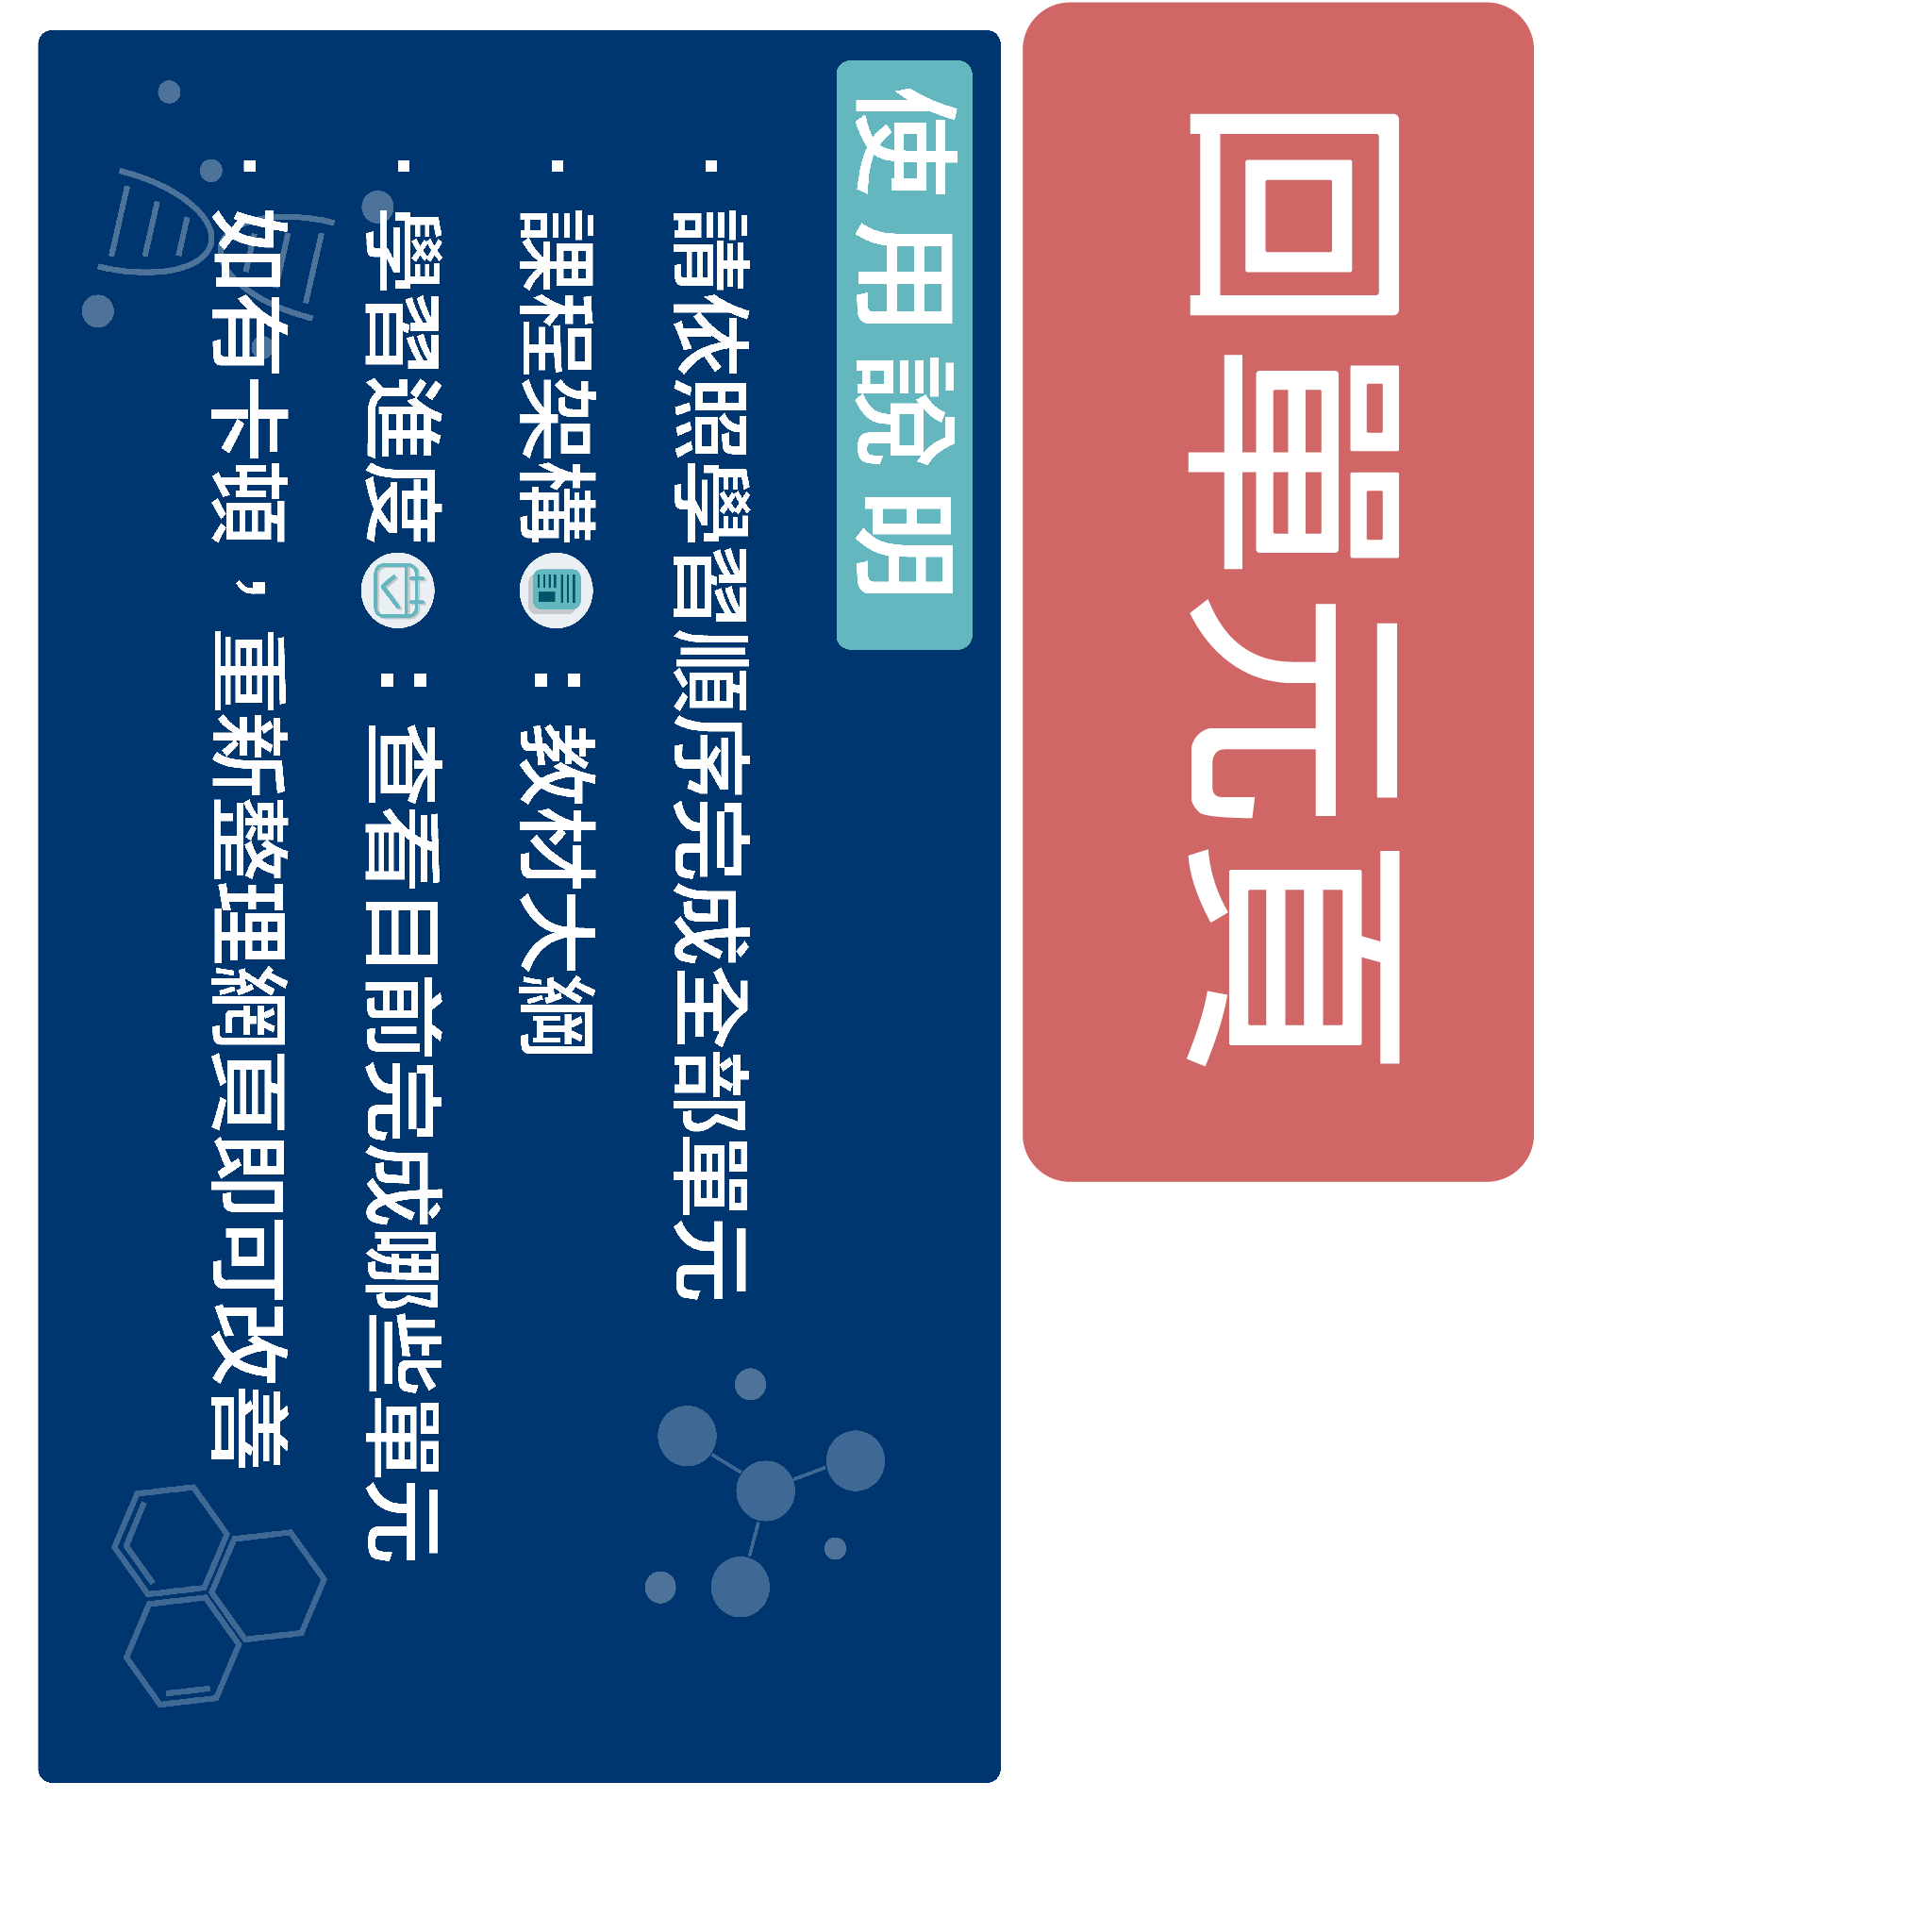 回單元頁
使用說明
· 請依照學習順序完成全部單元
· 課程架構：教材大綱
· 學習進度：查看目前完成哪些單元
· 如有卡頓，重新整理網頁即可改善